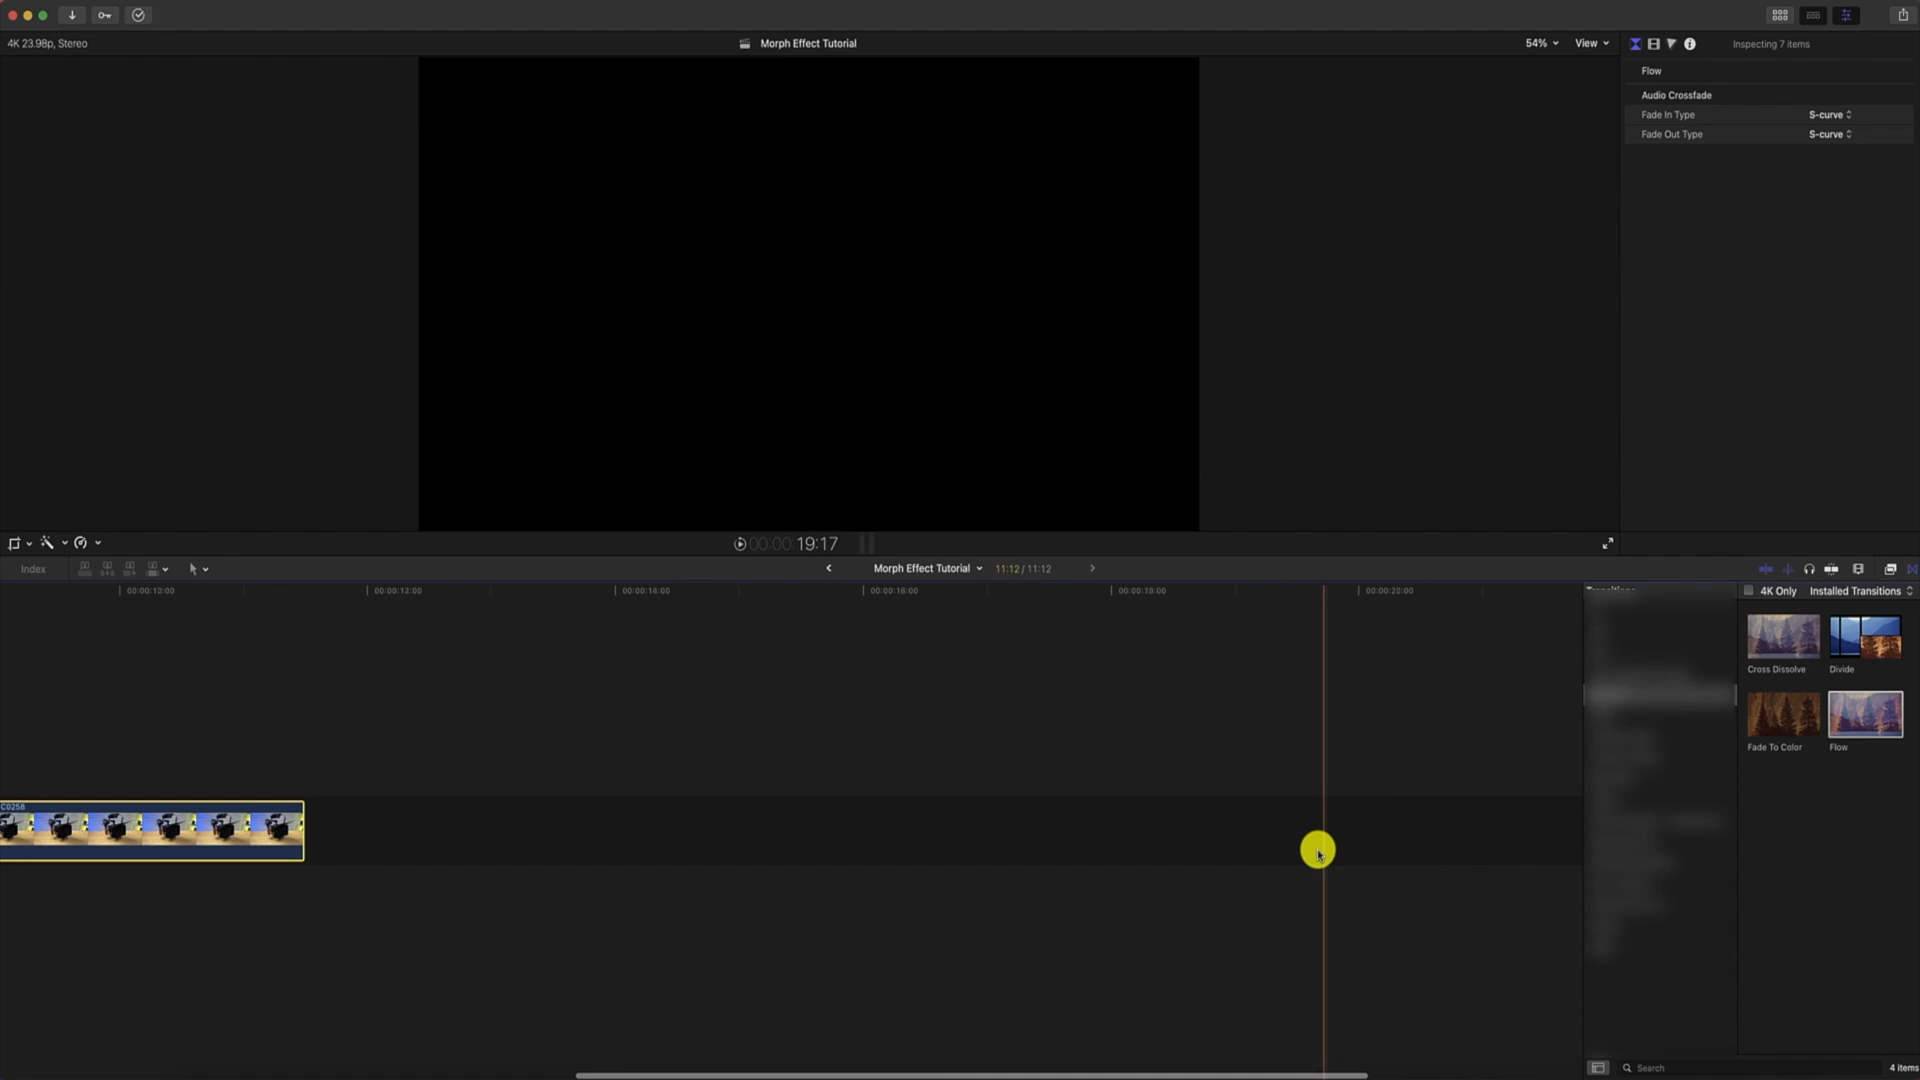 4K 23.98p, Stereo
Morph Effect Tutorial
54%
View
Inspecting 7 items
Flow
Audio Crossfade
Fade In Type
S-curve
Fade Out Type
S-curve
00:00:19:17
Index
Morph Effect Tutorial
11:12 / 11:12
00:00:10:00
00:00:12:00
00:00:14:00
00:00:16:00
00:00:18:00
00:00:20:00
Transitions
4K Only
Installed Transitions
Cross Dissolve
Divide
Fade To Color
Flow
C0258
Search
4 items